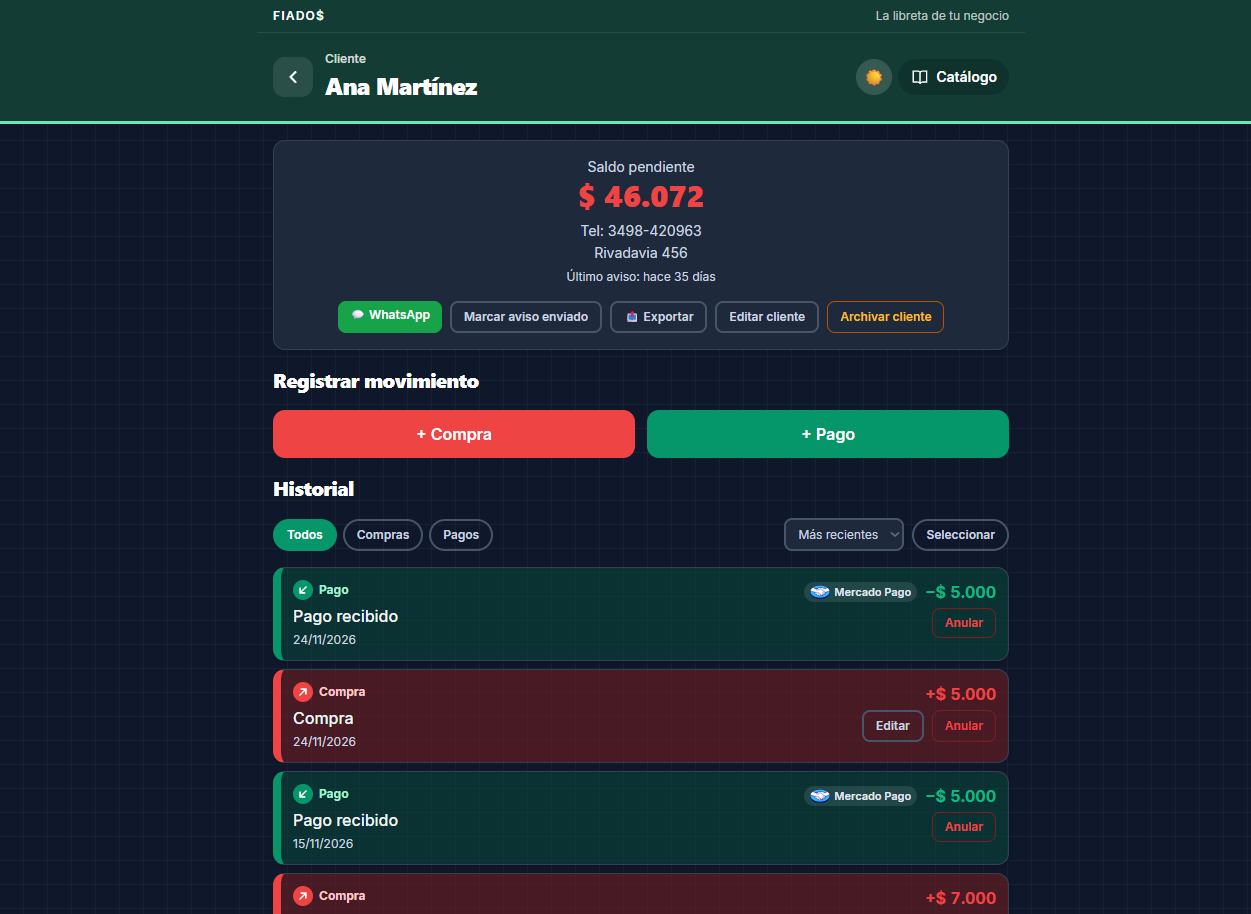 FIADO$
La libreta de tu negocio
Cliente
Ana Martínez
Catálogo
Saldo pendiente
$ 46.072
Tel: 3498-420963
Rivadavia 456
Último aviso: hace 35 días
WhatsApp
Marcar aviso enviado
Exportar
Editar cliente
Archivar cliente
Registrar movimiento
+ Compra
+ Pago
Historial
Todos
Compras
Pagos
Más recientes
Seleccionar
Pago
Mercado Pago
−$ 5.000
Pago recibido
Anular
24/11/2026
Compra
+$ 5.000
Compra
Editar
Anular
24/11/2026
Pago
Mercado Pago
−$ 5.000
Pago recibido
Anular
15/11/2026
Compra
+$ 7.000